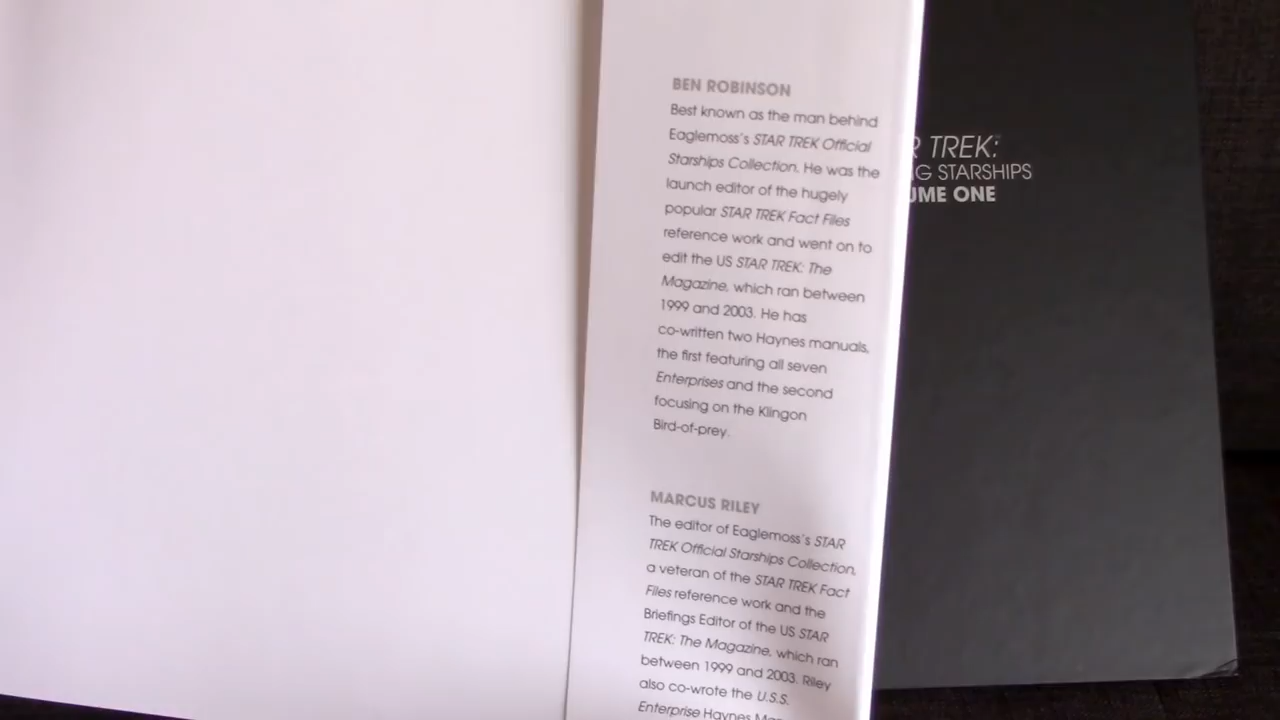 BEN ROBINSON
Best known as the man behind
Eaglemoss's STAR TREK Official
Starships Collection. He was the
launch editor of the hugely
popular STAR TREK Fact Files
reference work and went on to
edit the US STAR TREK: The
Magazine, which ran between
1999 and 2003. He has
co-written two Haynes manuals,
the first featuring all seven
Enterprises and the second
focusing on the Klingon
Bird-of-prey.
MARCUS RILEY
The editor of Eaglemoss's STAR
TREK Official Starships Collection,
a veteran of the STAR TREK Fact
Files reference work and the
Briefings Editor of the US STAR
TREK: The Magazine, which ran
between 1999 and 2003. Riley
also co-wrote the U.S.S.
Enterprise Haynes
TREK:
STARSHIPS
ONE